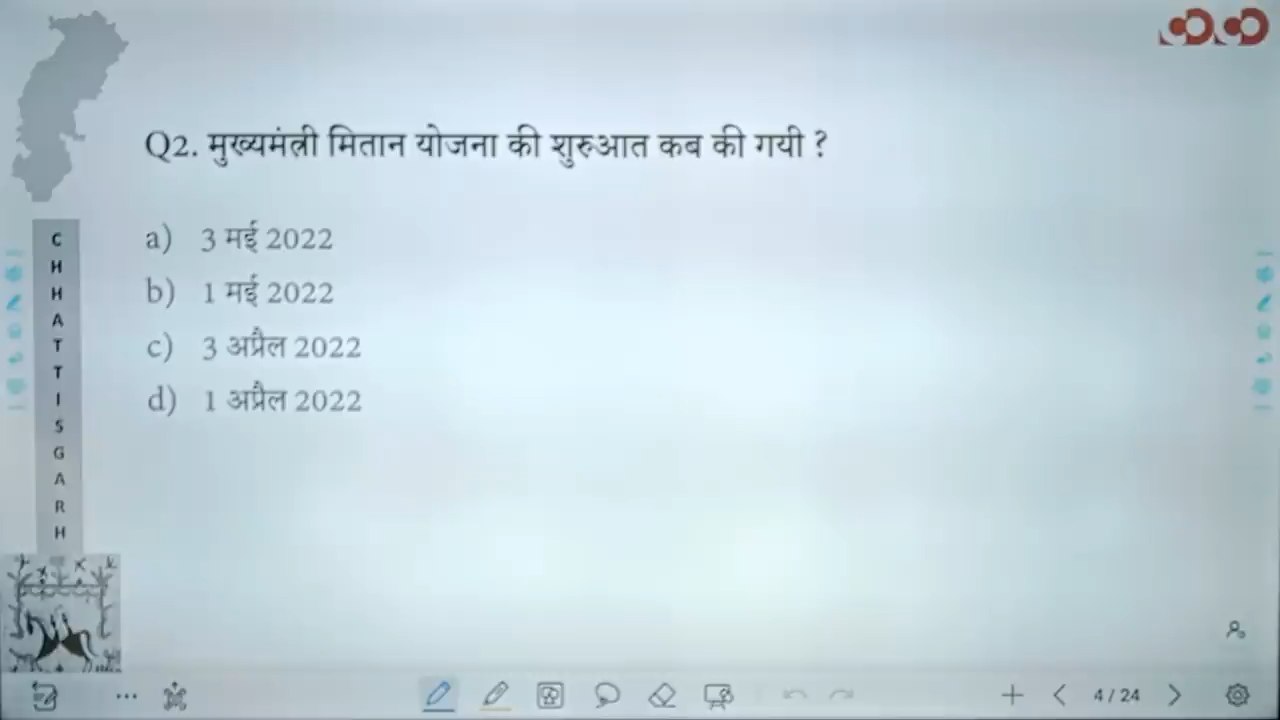 Q2. मुख्यमंत्री मितान योजना की शुरुआत कब की गयी ?
a) 3 मई 2022
b) 1 मई 2022
c) 3 अप्रैल 2022
d) 1 अप्रैल 2022
CHHATTISGARH
4 / 24